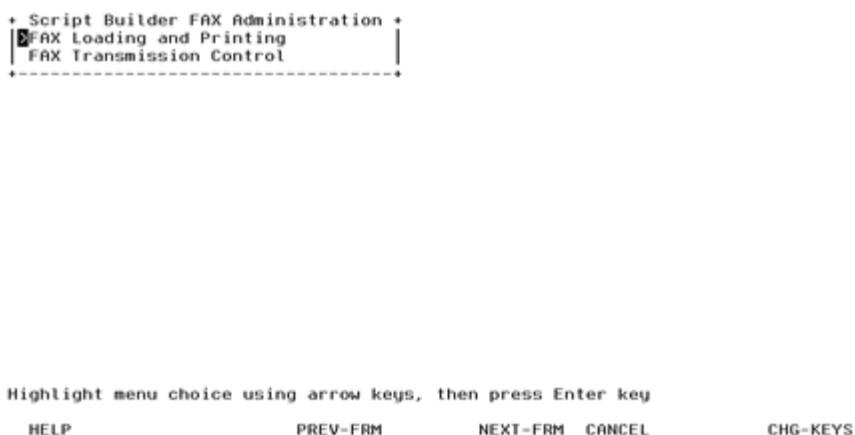 Script Builder FAX Administration
>FAX Loading and Printing
FAX Transmission Control
Highlight menu choice using arrow keys, then press Enter key
HELP PREV-FRM NEXT-FRM CANCEL CHG-KEYS